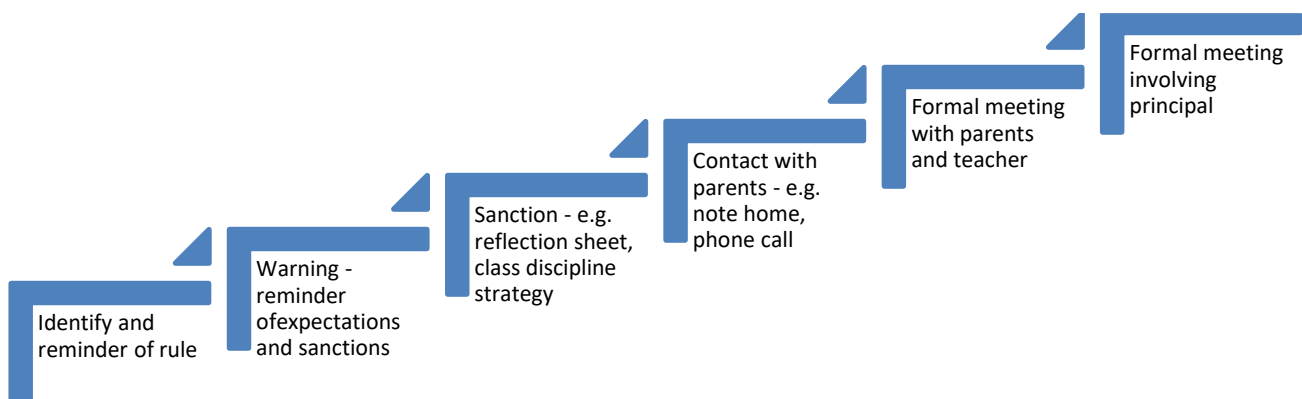 Identify and
reminder of rule
Warning -
reminder
ofexpectations
and sanctions
Sanction - e.g.
reflection sheet,
class discipline
strategy
Contact with
parents - e.g.
note home,
phone call
Formal meeting
with parents
and teacher
Formal meeting
involving
principal